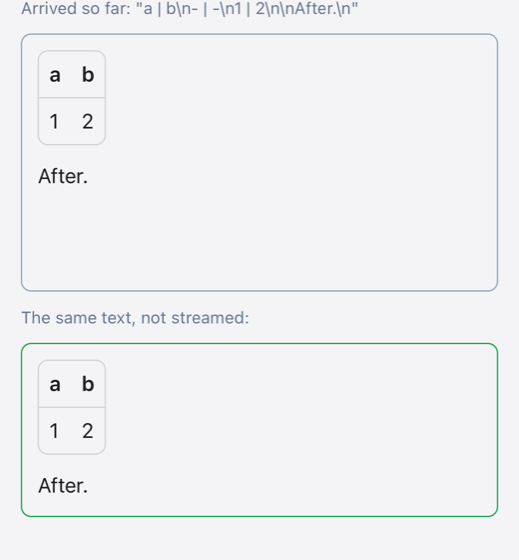 Arrived so far: "a | b\n- | -\n1 | 2\n\nAfter.\n"
a b
1 2
After.
The same text, not streamed:
a b
1 2
After.